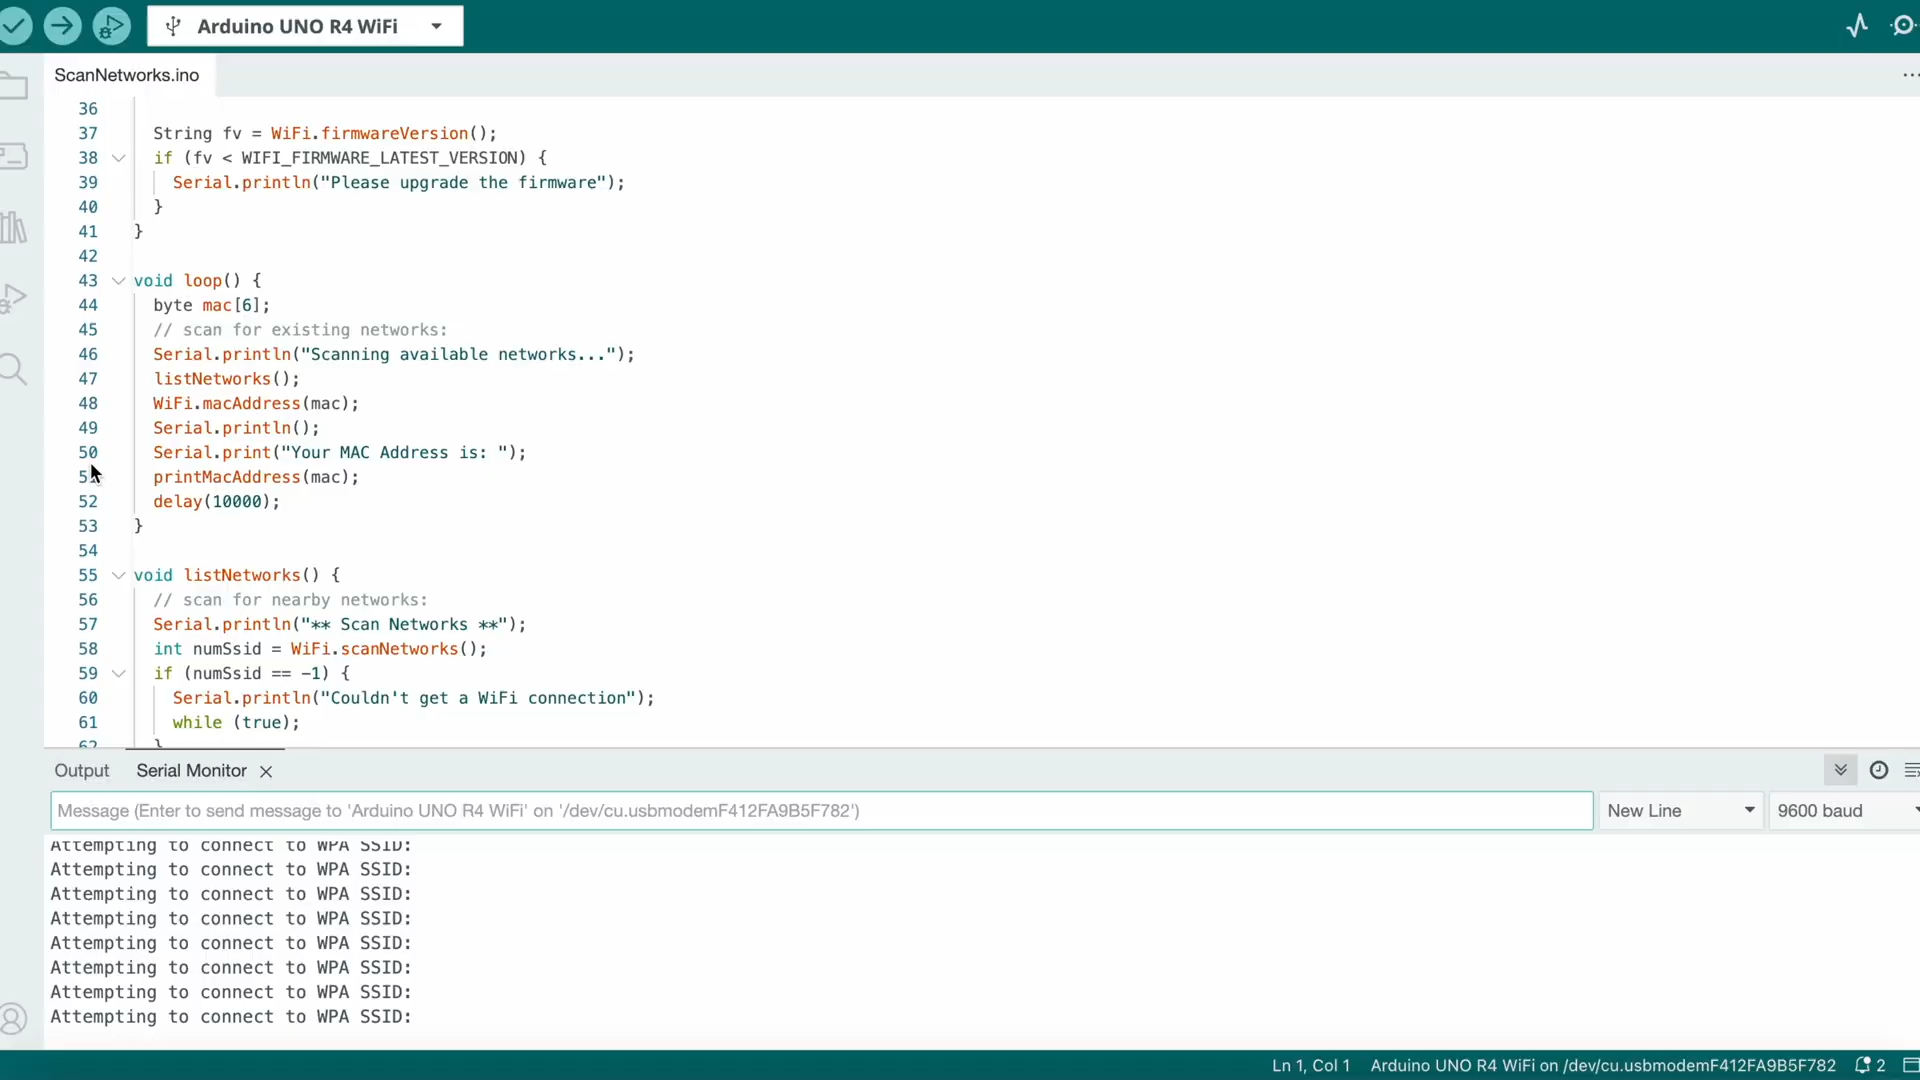 Arduino UNO R4 WiFi
ScanNetworks.ino
36
37 String fv = WiFi.firmwareVersion();
38 if (fv < WIFI_FIRMWARE_LATEST_VERSION) {
39 Serial.println("Please upgrade the firmware");
40 }
41 }
42
43 void loop() {
44 byte mac[6];
45 // scan for existing networks:
46 Serial.println("Scanning available networks...");
47 listNetworks();
48 WiFi.macAddress(mac);
49 Serial.println();
50 Serial.print("Your MAC Address is: ");
51 printMacAddress(mac);
52 delay(10000);
53 }
54
55 void listNetworks() {
56 // scan for nearby networks:
57 Serial.println("** Scan Networks **");
58 int numSsid = WiFi.scanNetworks();
59 if (numSsid == -1) {
60 Serial.println("Couldn't get a WiFi connection");
61 while (true);
62 }
Output Serial Monitor
Message (Enter to send message to 'Arduino UNO R4 WiFi' on '/dev/cu.usbmodemF412FA9B5F782') New Line 9600 baud
Attempting to connect to WPA SSID:
Attempting to connect to WPA SSID:
Attempting to connect to WPA SSID:
Attempting to connect to WPA SSID:
Attempting to connect to WPA SSID:
Attempting to connect to WPA SSID:
Attempting to connect to WPA SSID:
Attempting to connect to WPA SSID:
Ln 1, Col 1 Arduino UNO R4 WiFi on /dev/cu.usbmodemF412FA9B5F782 2